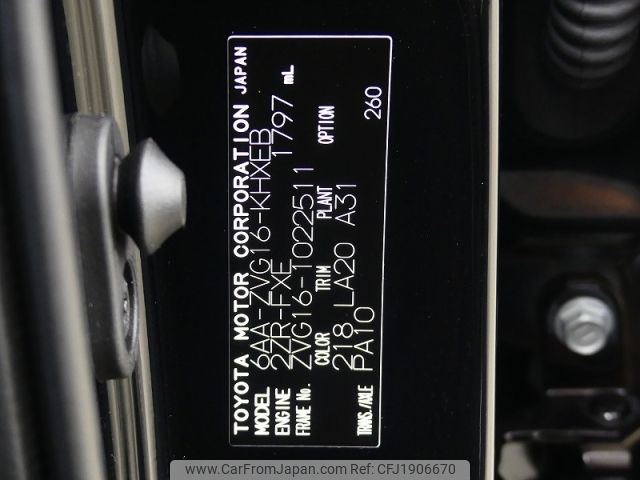 TOYOTA MOTOR CORPORATION JAPAN
MODEL 6AA-ZVG16-KHXEB
ENGINE 2ZR-FXE 1797 mL
FRAME No. ZVG16-1022511
COLOR TRIM PLANT OPTION
218 LA20 A31 260
TRANS./AXLE PA10
www.CarFromJapan.com - Ref: CFJ1906670